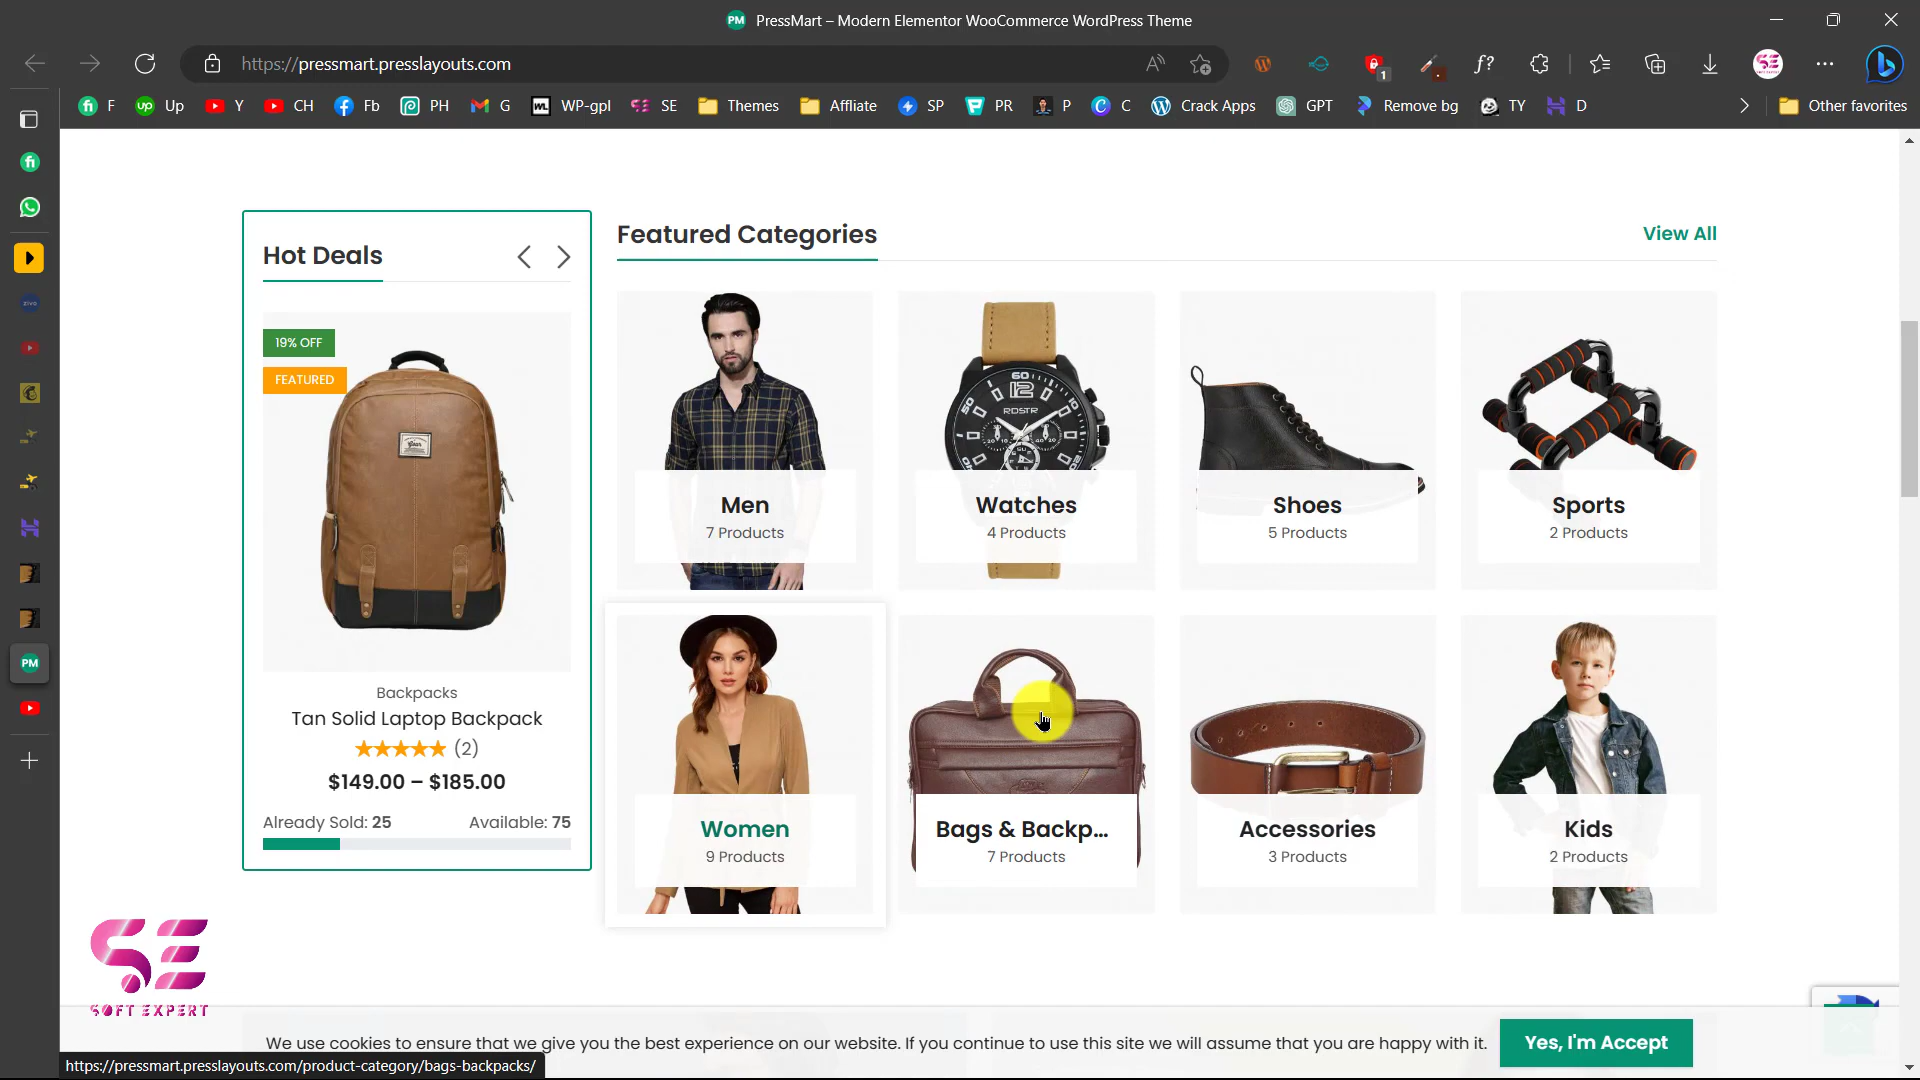 PM PressMart – Modern Elementor WooCommerce WordPress Theme
https://pressmart.presslayouts.com
F Up Y CH Fb PH G WP-gpl SE Themes Affliate SP PR P C Crack Apps GPT Remove bg TY D Other favorites
Hot Deals
19% OFF
FEATURED
Backpacks
Tan Solid Laptop Backpack
(2)
$149.00 – $185.00
Already Sold: 25 Available: 75
Featured Categories
View All
Men
7 Products
Watches
4 Products
Shoes
5 Products
Sports
2 Products
Women
9 Products
Bags & Backp...
7 Products
Accessories
3 Products
Kids
2 Products
SE
SOFT EXPERT
We use cookies to ensure that we give you the best experience on our website. If you continue to use this site we will assume that you are happy with it.
Yes, I'm Accept
https://pressmart.presslayouts.com/product-category/bags-backpacks/